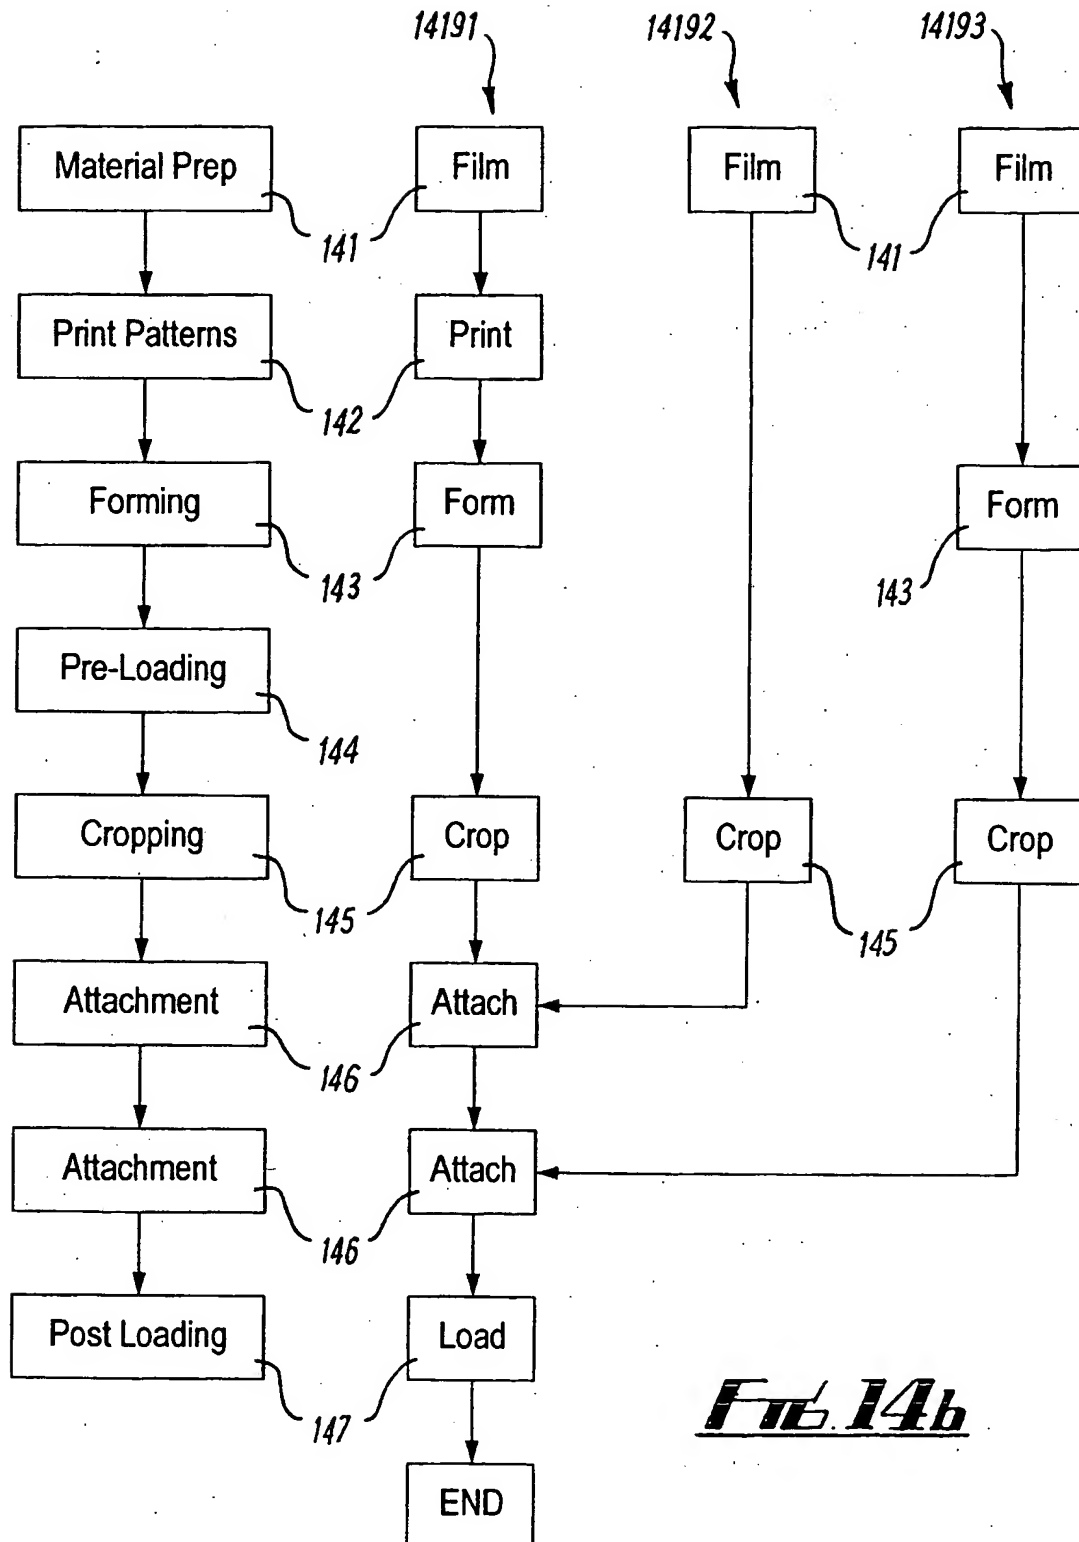 14191 14192 14193
Material Prep Film Film Film
141 141
Print Patterns Print
142
Forming Form Form
143 143
Pre-Loading
144
Cropping Crop Crop Crop
145 145
Attachment Attach
146
Attachment Attach
146
Post Loading Load
147
FIG. 14b
END